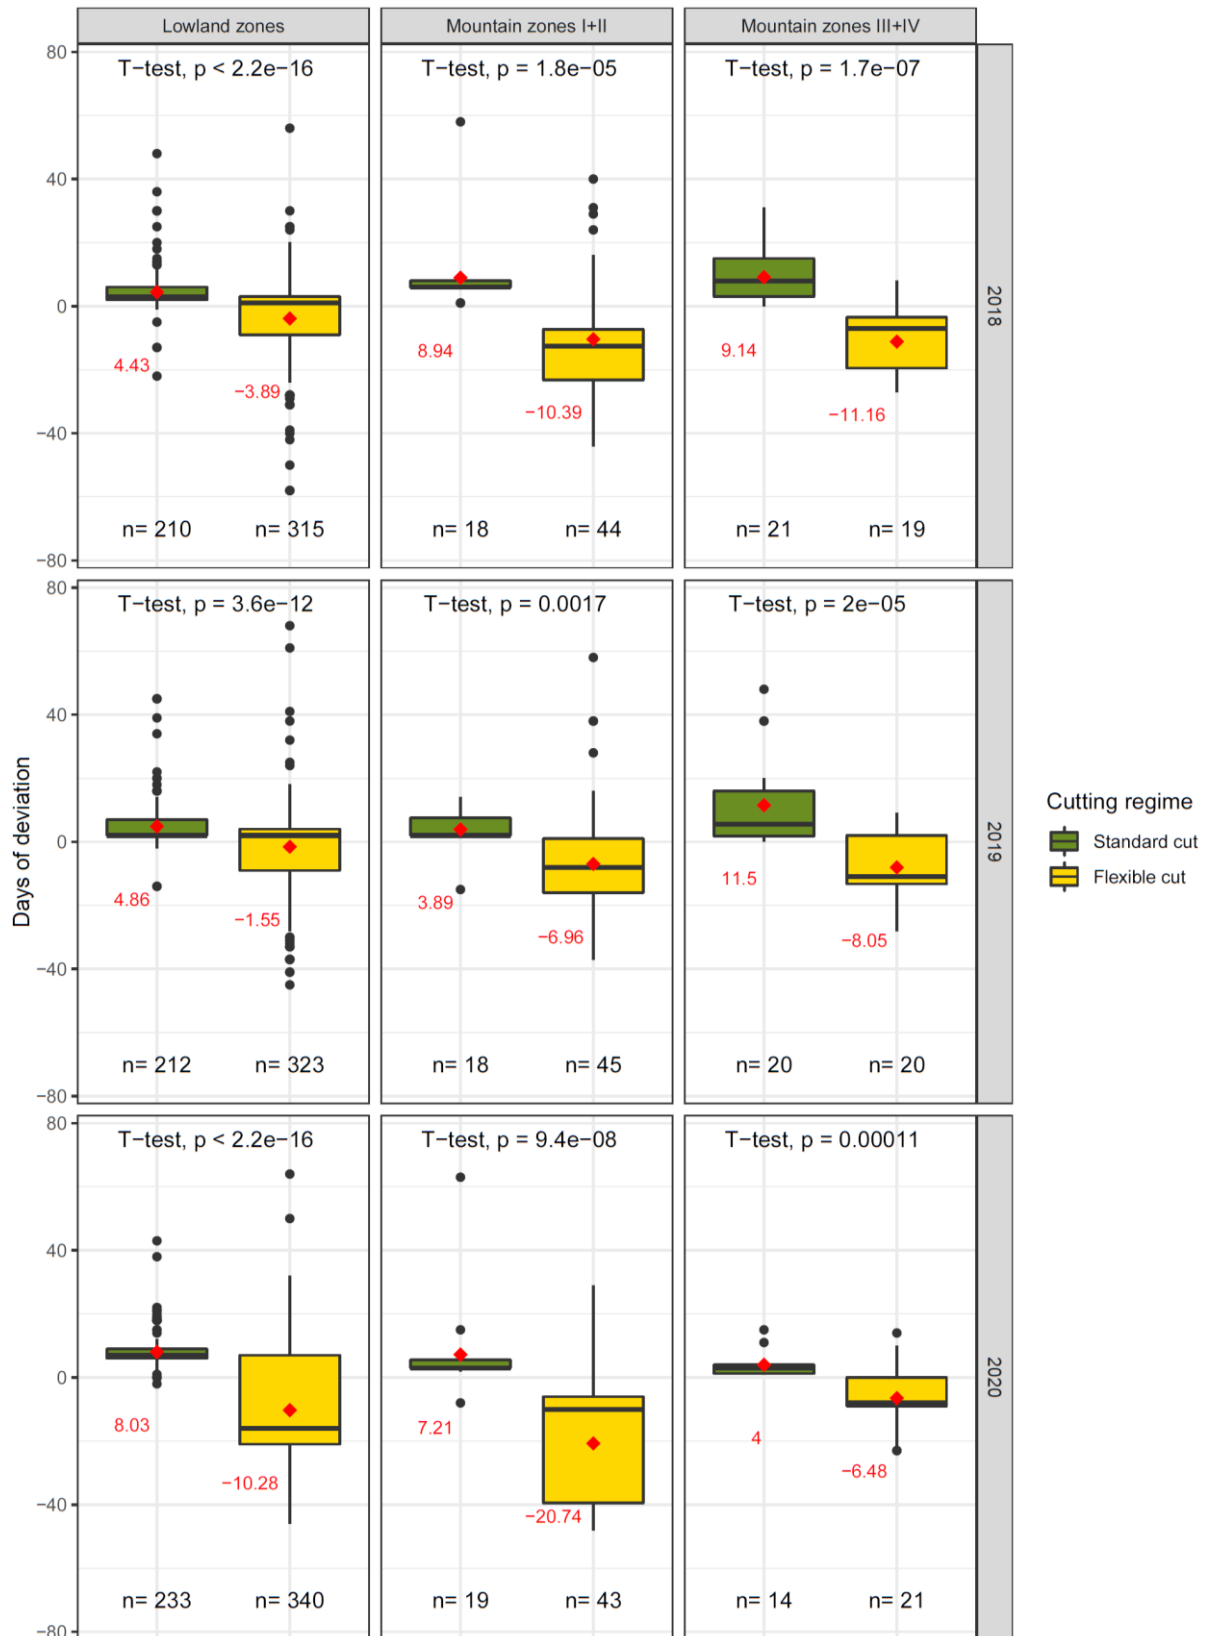 Lowland zones Mountain zones I+II Mountain zones III+IV
80
T−test, p < 2.2e−16 T−test, p = 1.8e−05 T−test, p = 1.7e−07
40
0
4.43 −3.89 8.94 −10.39 9.14 −11.16
−40
n= 210 n= 315 n= 18 n= 44 n= 21 n= 19
−80
2018
80
T−test, p = 3.6e−12 T−test, p = 0.0017 T−test, p = 2e−05
40
0
4.86 −1.55 3.89 −6.96 11.5 −8.05
−40
n= 212 n= 323 n= 18 n= 45 n= 20 n= 20
−80
2019
Days of deviation
Cutting regime
Standard cut
Flexible cut
80
T−test, p < 2.2e−16 T−test, p = 9.4e−08 T−test, p = 0.00011
40
0
8.03 −10.28 7.21 −20.74 4 −6.48
−40
n= 233 n= 340 n= 19 n= 43 n= 14 n= 21
−80
2020